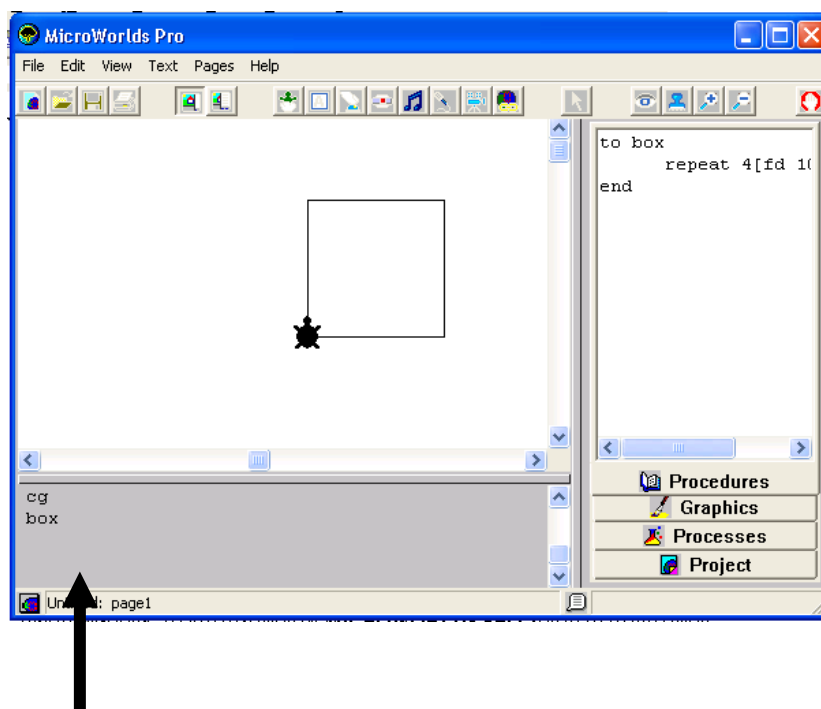 MicroWorlds Pro
File Edit View Text Pages Help
to box
repeat 4[fd 10
end
cg
box
Procedures
Graphics
Processes
Project
page1